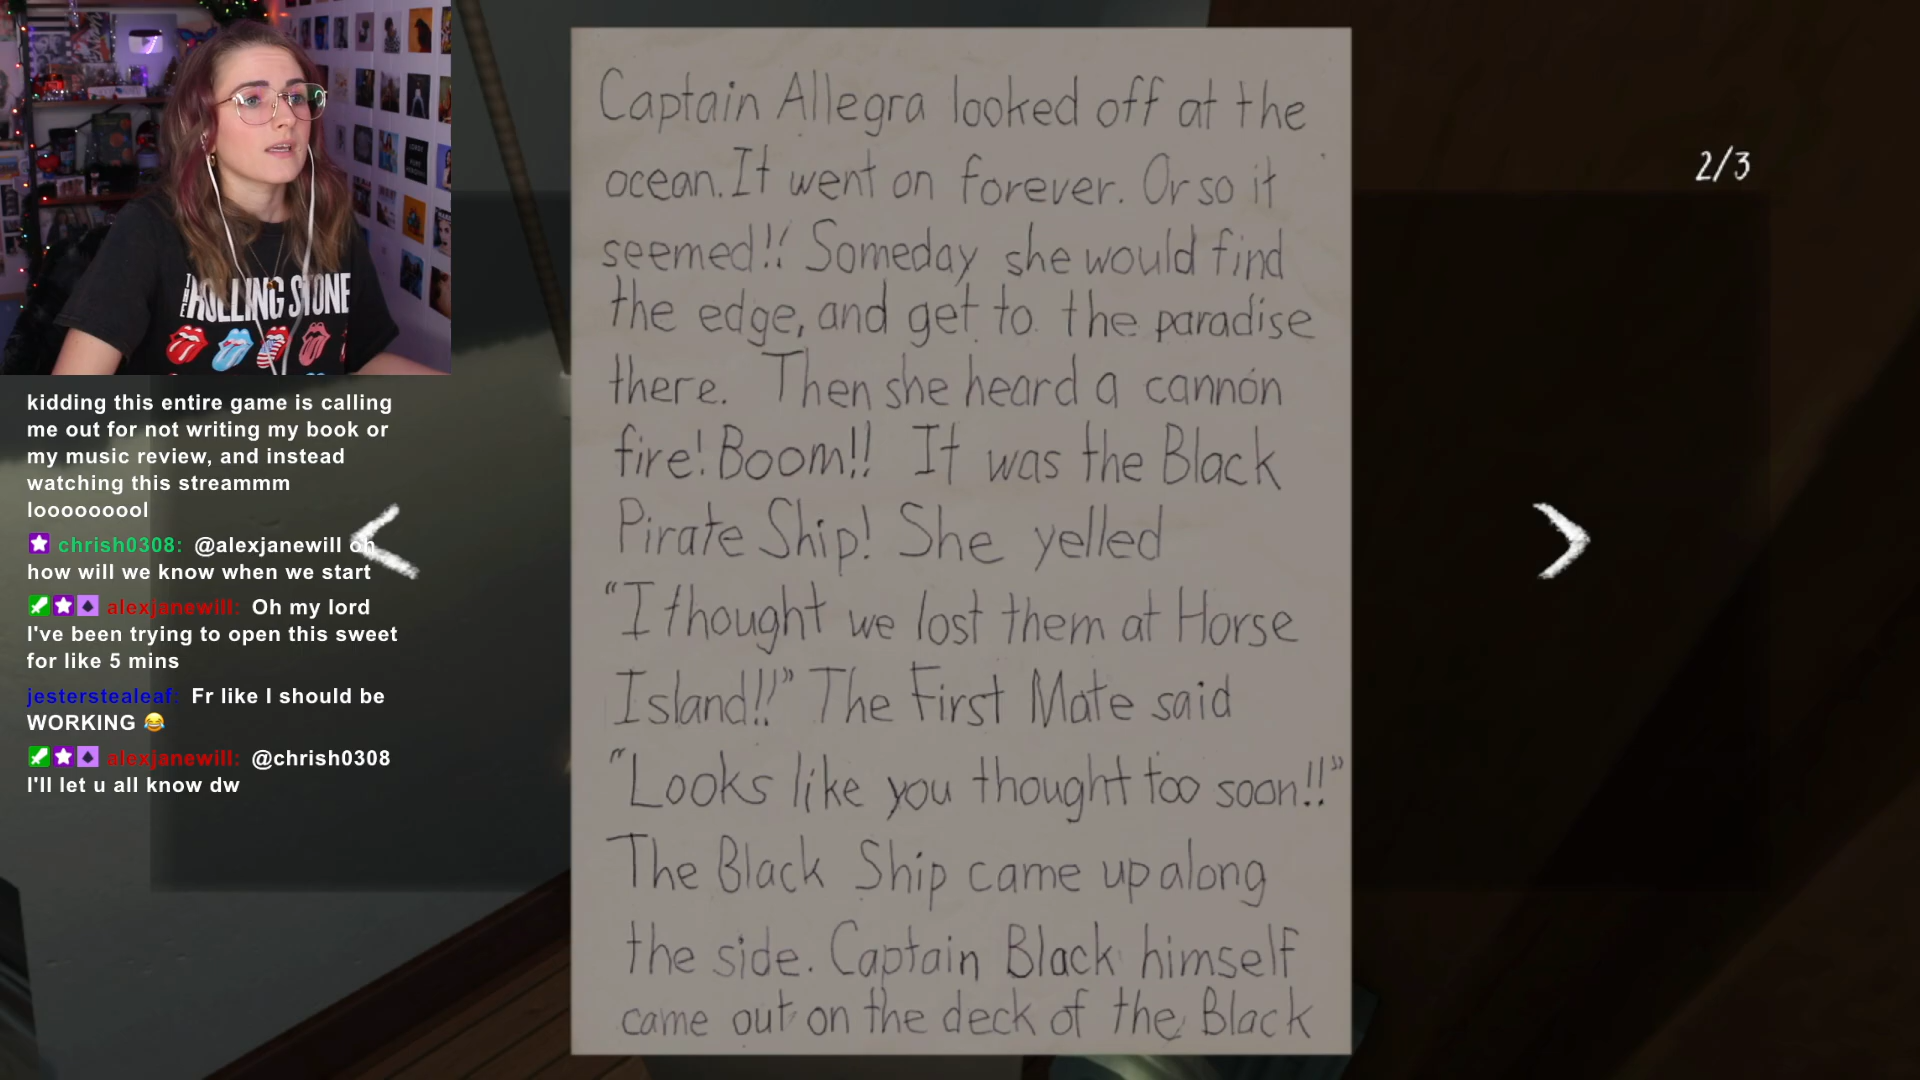 THE ROLLING STONE
kidding this entire game is calling
me out for not writing my book or
my music review, and instead
watching this streammm
loooooooool
chrish0308: @alexjanewill oh
how will we know when we start
alexjanewill: Oh my lord
I've been trying to open this sweet
for like 5 mins
jesterstealeaf: Fr like I should be
WORKING 😂
alexjanewill: @chrish0308
I'll let u all know dw
Captain Allegra looked off at the
ocean. It went on forever. Or so it
seemed!! Someday she would find
the edge, and get to the paradise
there. Then she heard a cannon
fire! Boom!! It was the Black
Pirate Ship! She yelled
"I thought we lost them at Horse
Island!!" The First Mate said
"Looks like you thought too soon!!"
The Black Ship came up along
the side. Captain Black himself
came out on the deck of the Black
2/3